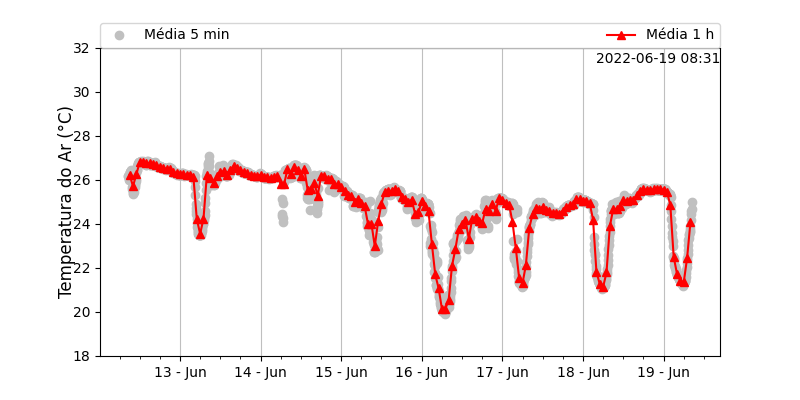 Média 5 min
Média 1 h
2022-06-19 08:31
Temperatura do Ar (°C)
32
30
28
26
24
22
20
18
13 - Jun
14 - Jun
15 - Jun
16 - Jun
17 - Jun
18 - Jun
19 - Jun